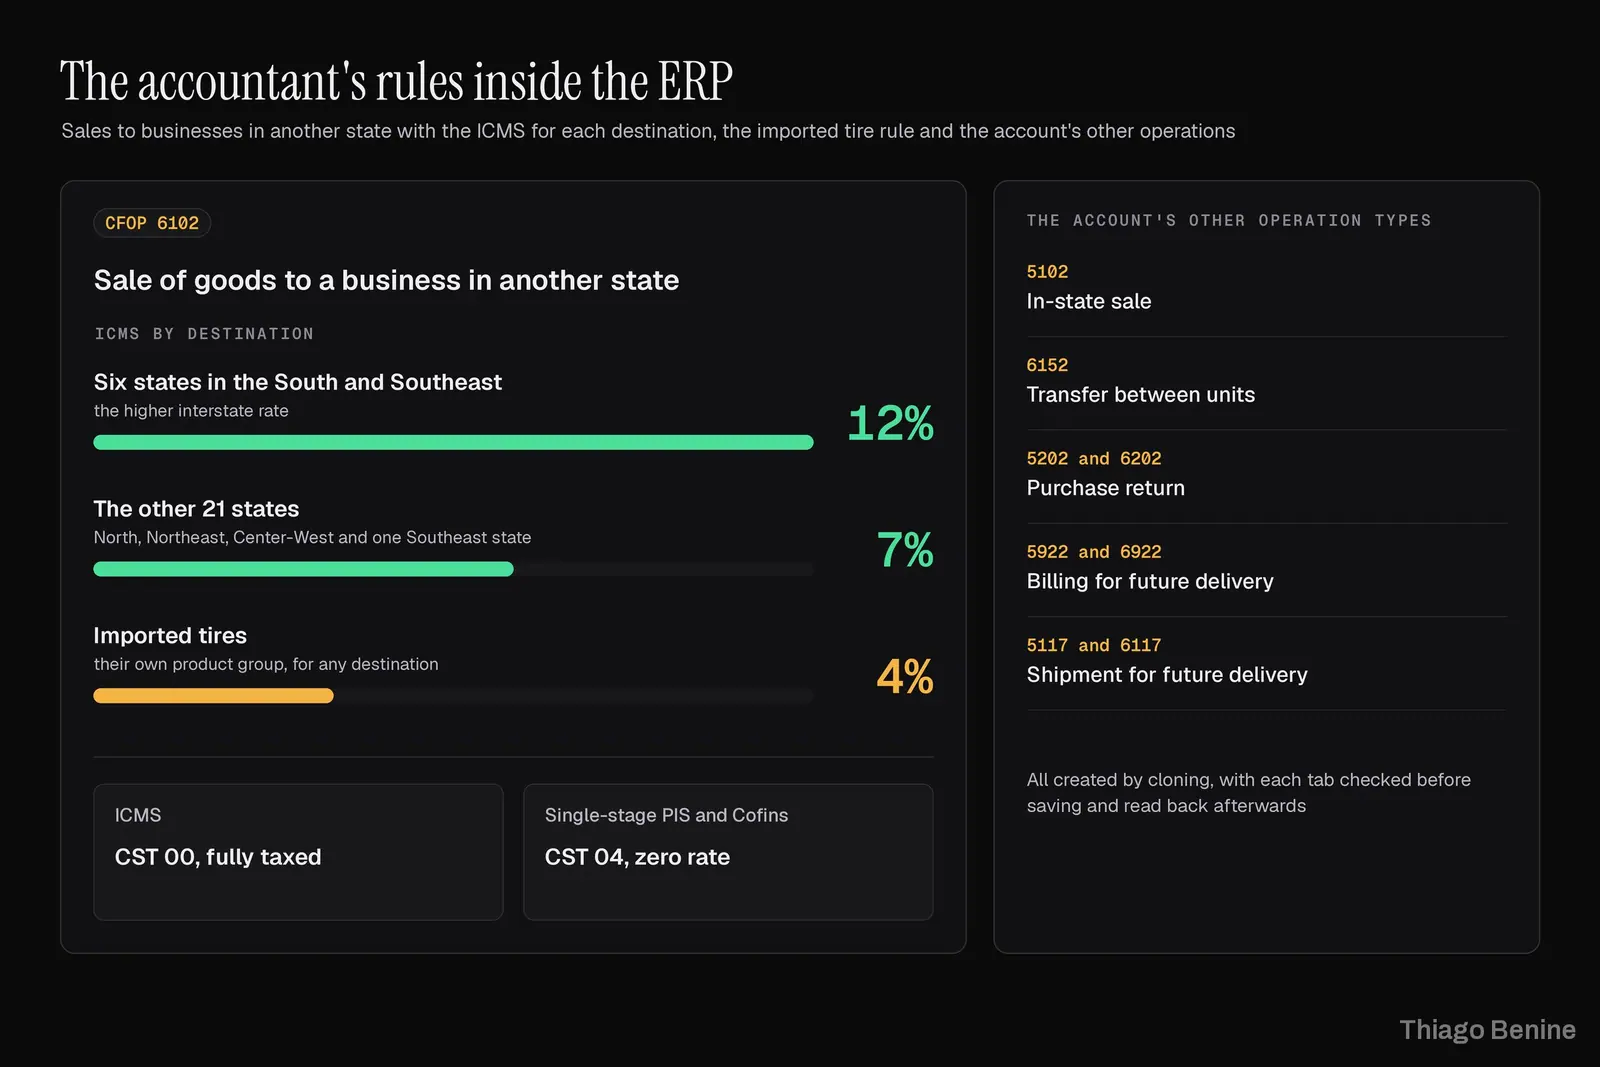 The accountant's rules inside the ERP
Sales to businesses in another state with the ICMS for each destination, the imported tire rule and the account's other operations
CFOP 6102
Sale of goods to a business in another state
ICMS BY DESTINATION
Six states in the South and Southeast
the higher interstate rate
12%
The other 21 states
North, Northeast, Center-West and one Southeast state
7%
Imported tires
their own product group, for any destination
4%
ICMS
CST 00, fully taxed
Single-stage PIS and Cofins
CST 04, zero rate
THE ACCOUNT'S OTHER OPERATION TYPES
5102
In-state sale
6152
Transfer between units
5202 and 6202
Purchase return
5922 and 6922
Billing for future delivery
5117 and 6117
Shipment for future delivery
All created by cloning, with each tab checked before
saving and read back afterwards
Thiago Benine